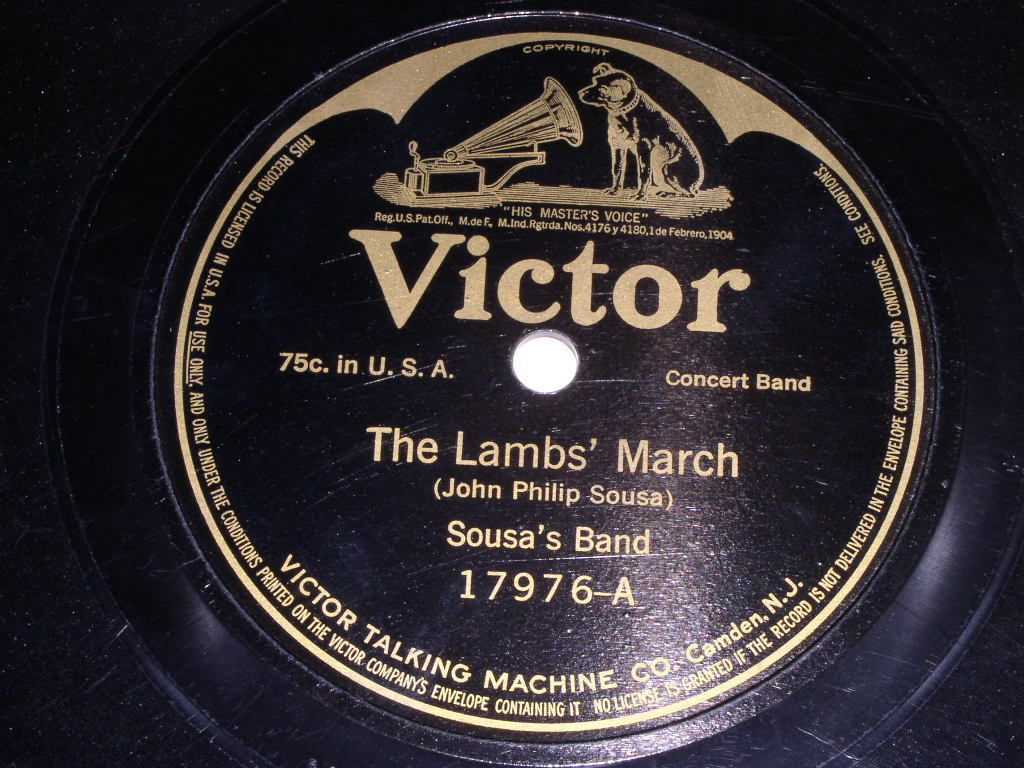 COPYRIGHT
"HIS MASTER'S VOICE"
Reg.U.S.Pat.Off., M.de F., M.Ind.Rgtrda.Nos.4176 y 4180,1 de Febrero,1904
Victor
75c. in U. S. A.
Concert Band
The Lambs' March
(John Philip Sousa)
Sousa's Band
17976-A
VICTOR TALKING MACHINE CO. Camden, N.J.
THIS RECORD IS LICENSED IN U.S.A. FOR USE ONLY, AND ONLY UNDER THE CONDITIONS PRINTED ON THE VICTOR COMPANY'S ENVELOPE CONTAINING IT NO LICENSE IS GRANTED IF THE RECORD IS NOT DELIVERED IN THE ENVELOPE CONTAINING SAID CONDITIONS. SEE CONDITIONS.